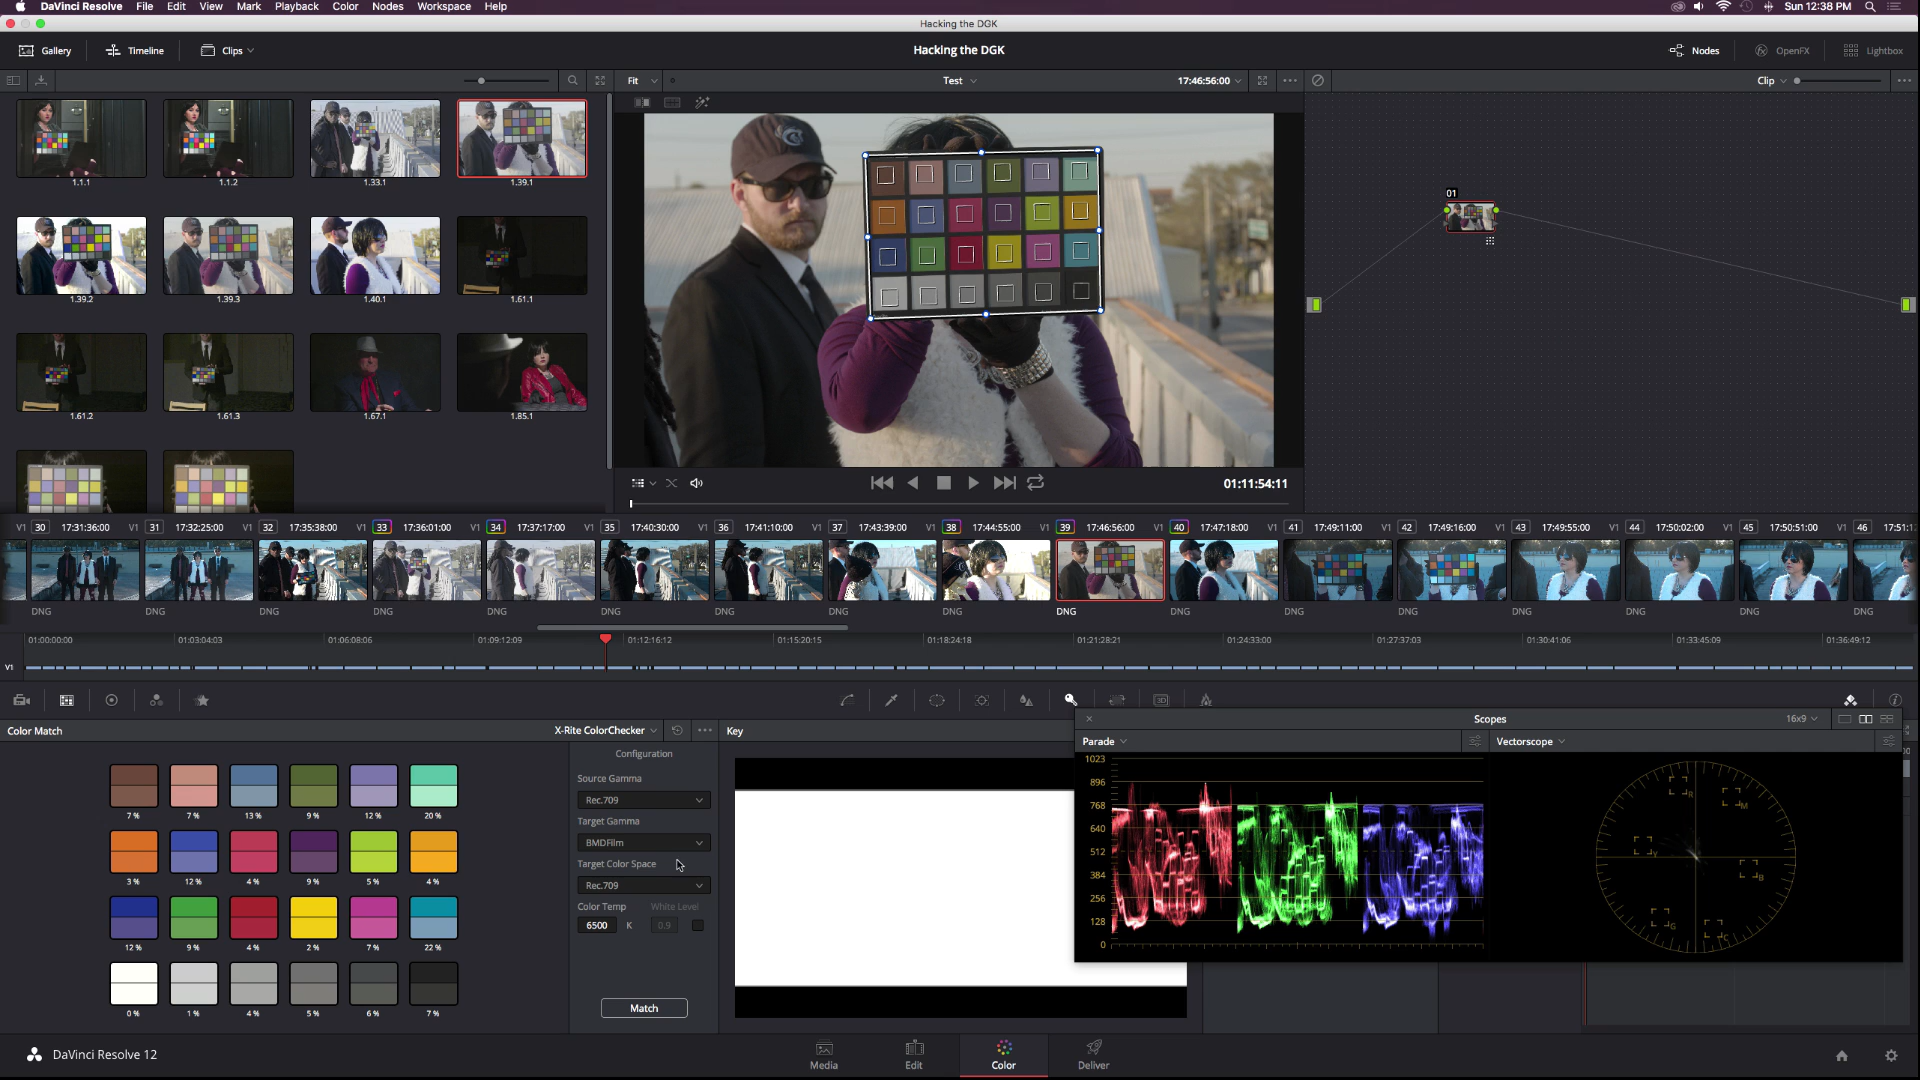 DaVinci Resolve File Edit View Mark Playback Color Nodes Workspace Help Sun 12:38 PM
Hacking the DGK
Gallery Timeline Clips Hacking the DGK Nodes OpenFX Lightbox
Fit Test 17:46:56:00 Clip
1.1.1 1.1.2 1.33.1 1.39.1
01
1.39.2 1.39.3 1.40.1 1.61.1
1.61.2 1.61.3 1.67.1 1.85.1
01:11:54:11
V1 30 17:31:36:00 V1 31 17:32:25:00 V1 32 17:35:38:00 V1 33 17:36:01:00 V1 34 17:37:17:00 V1 35 17:40:30:00 V1 36 17:41:10:00 V1 37 17:43:39:00 V1 38 17:44:55:00 V1 39 17:46:56:00 V1 40 17:47:18:00 V1 41 17:49:11:00 V1 42 17:49:16:00 V1 43 17:49:55:00 V1 44 17:50:02:00 V1 45 17:50:51:00 V1 46 17:51:1
DNG DNG DNG DNG DNG DNG DNG DNG DNG DNG DNG DNG DNG DNG DNG DNG DNG
01:00:00:00 01:03:04:03 01:06:08:06 01:09:12:09 01:12:16:12 01:15:20:15 01:18:24:18 01:21:28:21 01:24:33:00 01:27:37:03 01:30:41:06 01:33:45:09 01:36:49:12
V1
3D
Scopes 16x9
Color Match X-Rite ColorChecker Key
Parade Vectorscope
Configuration
Source Gamma
Rec.709
Target Gamma
BMDFilm
Target Color Space
Rec.709
Color Temp White Level
6500 K 0.9
Match
7 % 7 % 13 % 9 % 12 % 20 %
3 % 12 % 4 % 9 % 5 % 4 %
12 % 9 % 4 % 2 % 7 % 22 %
0 % 1 % 4 % 5 % 6 % 7 %
1023
896
768
640
512
384
256
128
0
R M
Y B
G C
DaVinci Resolve 12 Media Edit Color Deliver